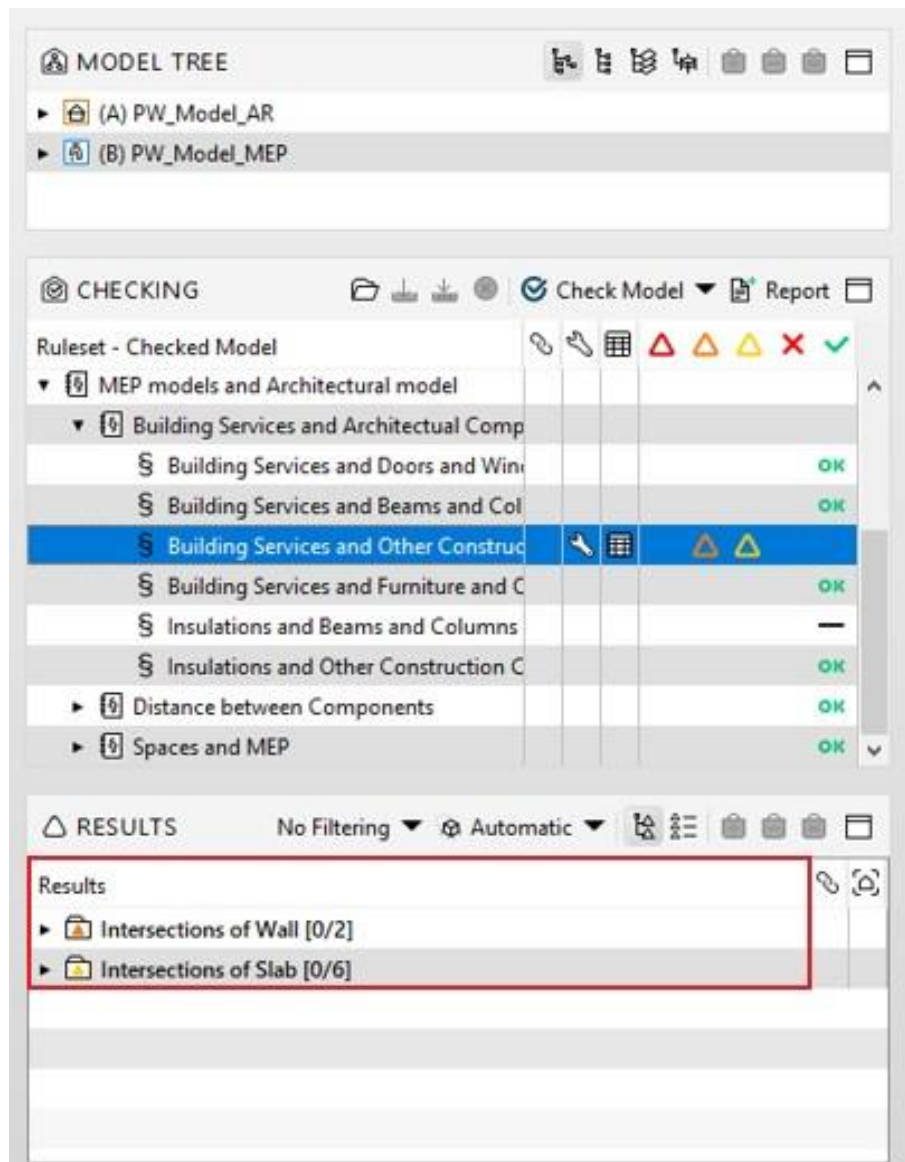 MODEL TREE
(A) PW_Model_AR
(B) PW_Model_MEP
CHECKING Check Model Report
Ruleset - Checked Model
MEP models and Architectural model
Building Services and Architectual Comp
§ Building Services and Doors and Win OK
§ Building Services and Beams and Col OK
§ Building Services and Other Construc
§ Building Services and Furniture and C OK
§ Insulations and Beams and Columns —
§ Insulations and Other Construction C OK
Distance between Components OK
Spaces and MEP OK
RESULTS No Filtering Automatic
Results
Intersections of Wall [0/2]
Intersections of Slab [0/6]